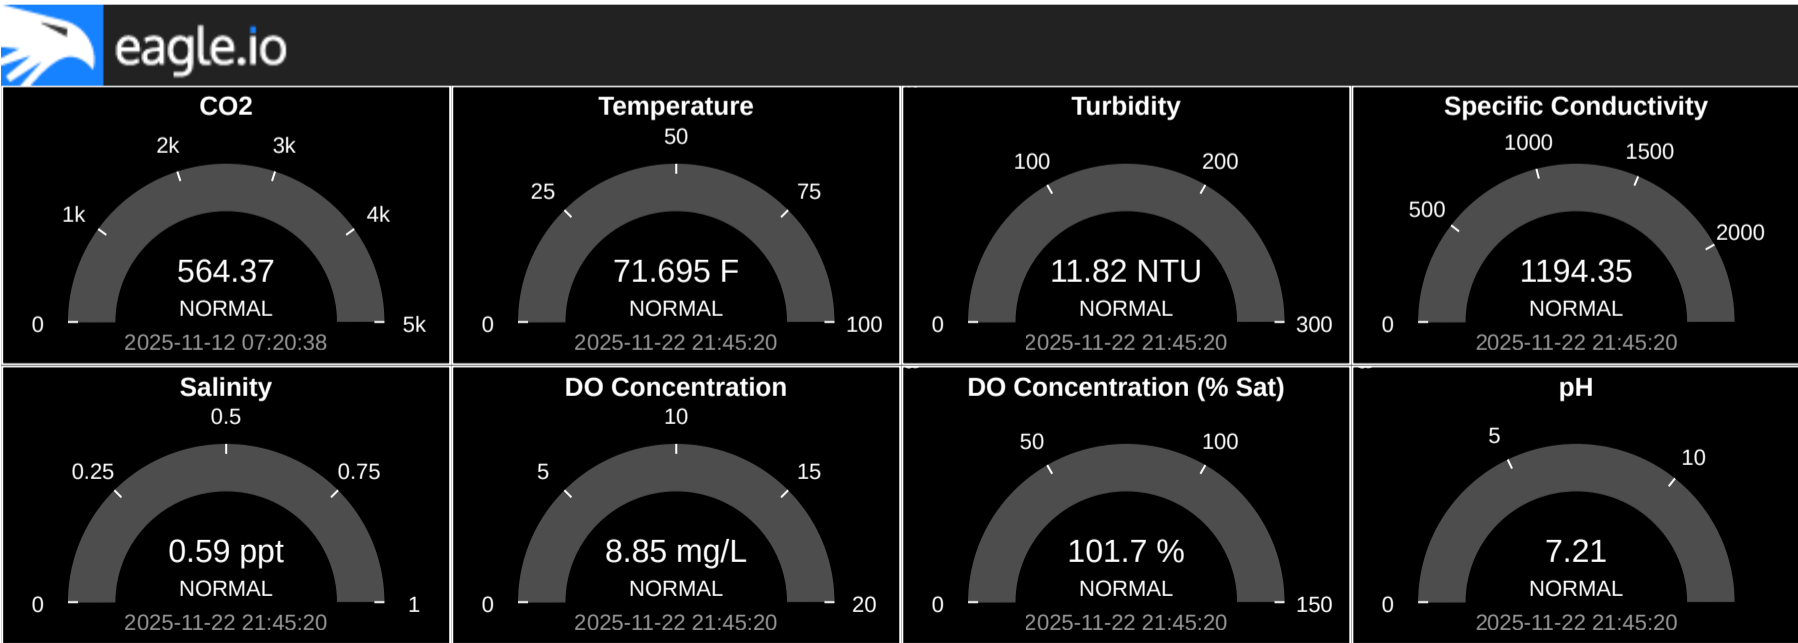 eagle.io
CO2
2k
3k
1k
4k
0
5k
564.37
NORMAL
2025-11-12 07:20:38
Temperature
50
25
75
0
100
71.695 F
NORMAL
2025-11-22 21:45:20
Turbidity
100
200
0
300
11.82 NTU
NORMAL
2025-11-22 21:45:20
Specific Conductivity
1000
1500
500
2000
0
1194.35
NORMAL
2025-11-22 21:45:20
Salinity
0.5
0.25
0.75
0
1
0.59 ppt
NORMAL
2025-11-22 21:45:20
DO Concentration
10
5
15
0
20
8.85 mg/L
NORMAL
2025-11-22 21:45:20
DO Concentration (% Sat)
50
100
0
150
101.7 %
NORMAL
2025-11-22 21:45:20
pH
5
10
0
7.21
NORMAL
2025-11-22 21:45:20